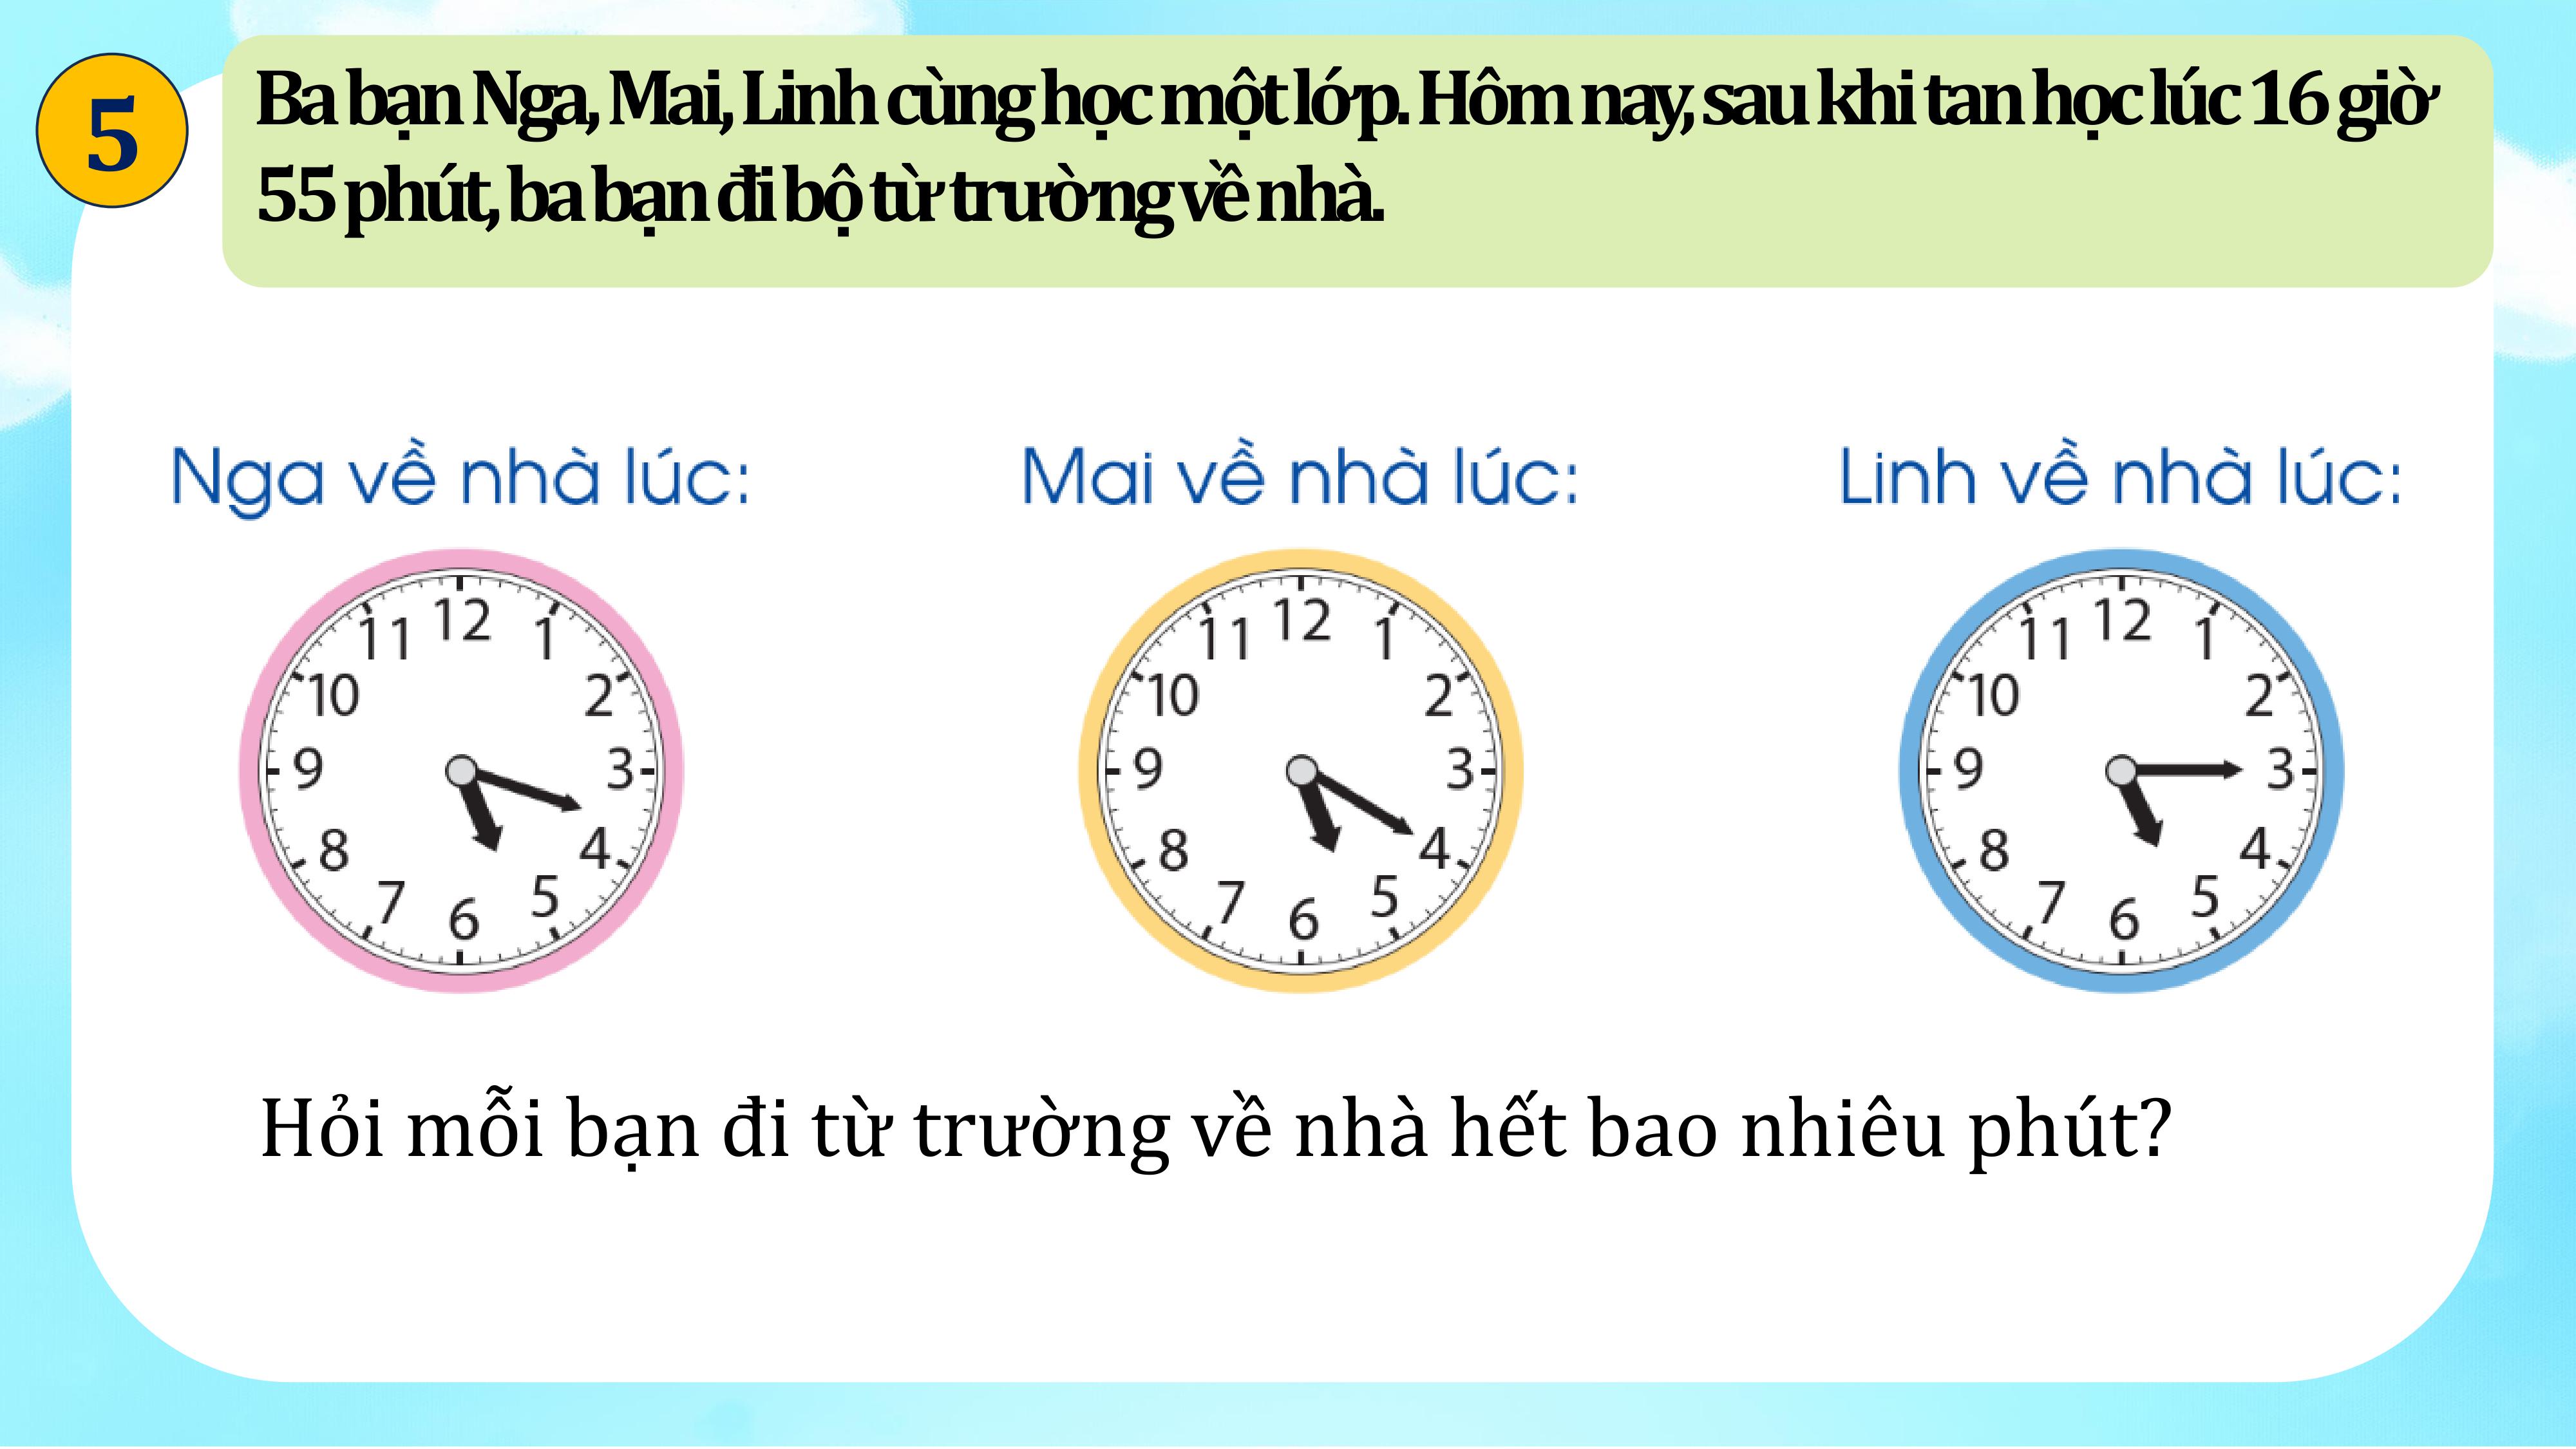 5
Ba bạn Nga, Mai, Linh cùng học một lớp. Hôm nay, sau khi tan học lúc 16 giờ
55 phút, ba bạn đi bộ từ trường về nhà.
Nga về nhà lúc:
Mai về nhà lúc:
Linh về nhà lúc:
12 1 2 3 4 5 6 7 8 9 10 11
12 1 2 3 4 5 6 7 8 9 10 11
12 1 2 3 4 5 6 7 8 9 10 11
Hỏi mỗi bạn đi từ trường về nhà hết bao nhiêu phút?